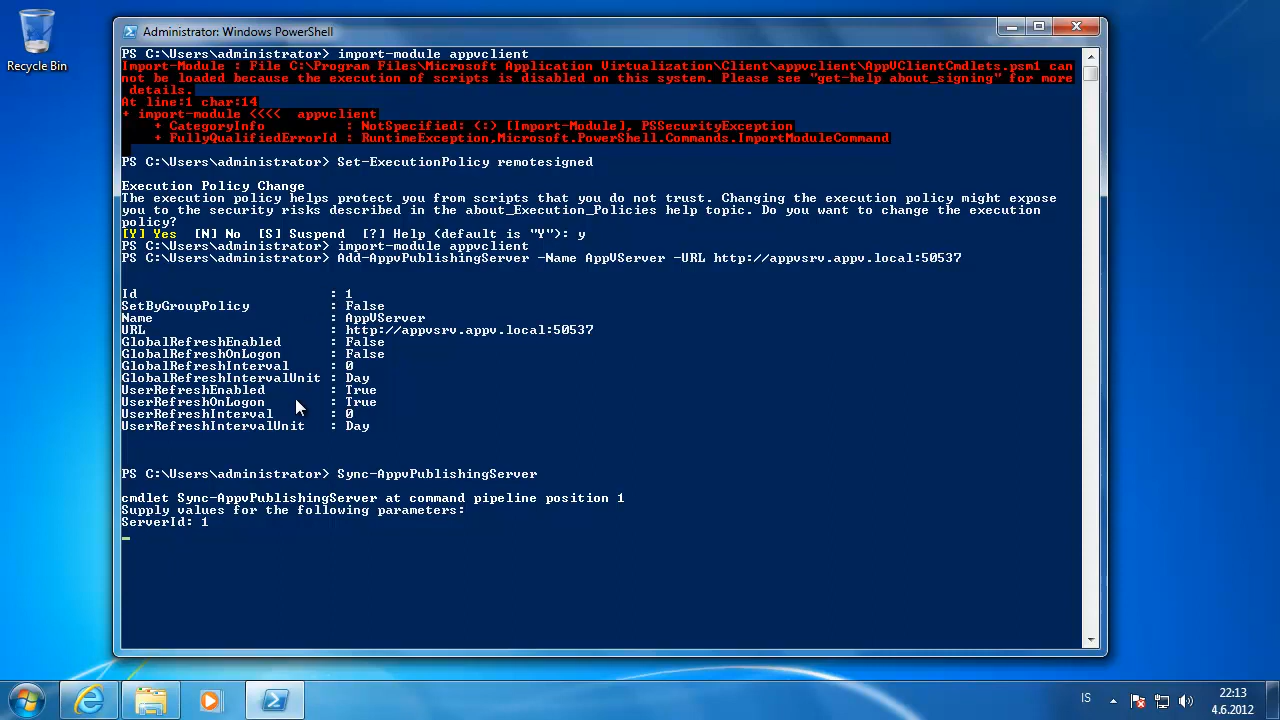 Recycle Bin
Administrator: Windows PowerShell
PS C:\Users\administrator> import-module appvclient
Import-Module : File C:\Program Files\Microsoft Application Virtualization\Client\appvclient\AppVClientCmdlets.psm1 can
not be loaded because the execution of scripts is disabled on this system. Please see "get-help about_signing" for more
 details.
At line:1 char:14
+ import-module <<<<  appvclient
    + CategoryInfo          : NotSpecified: (:) [Import-Module], PSSecurityException
    + FullyQualifiedErrorId : RuntimeException,Microsoft.PowerShell.Commands.ImportModuleCommand
PS C:\Users\administrator> Set-ExecutionPolicy remotesigned
Execution Policy Change
The execution policy helps protect you from scripts that you do not trust. Changing the execution policy might expose
you to the security risks described in the about_Execution_Policies help topic. Do you want to change the execution
policy?
[Y] Yes  [N] No  [S] Suspend  [?] Help (default is "Y"): y
PS C:\Users\administrator> import-module appvclient
PS C:\Users\administrator> Add-AppvPublishingServer -Name AppVServer -URL http://appvsrv.appv.local:50537
Id                        : 1
SetByGroupPolicy          : False
Name                      : AppVServer
URL                       : http://appvsrv.appv.local:50537
GlobalRefreshEnabled      : False
GlobalRefreshOnLogon      : False
GlobalRefreshInterval     : 0
GlobalRefreshIntervalUnit : Day
UserRefreshEnabled        : True
UserRefreshOnLogon        : True
UserRefreshInterval       : 0
UserRefreshIntervalUnit   : Day
PS C:\Users\administrator> Sync-AppvPublishingServer
cmdlet Sync-AppvPublishingServer at command pipeline position 1
Supply values for the following parameters:
ServerId: 1
IS
22:13
4.6.2012